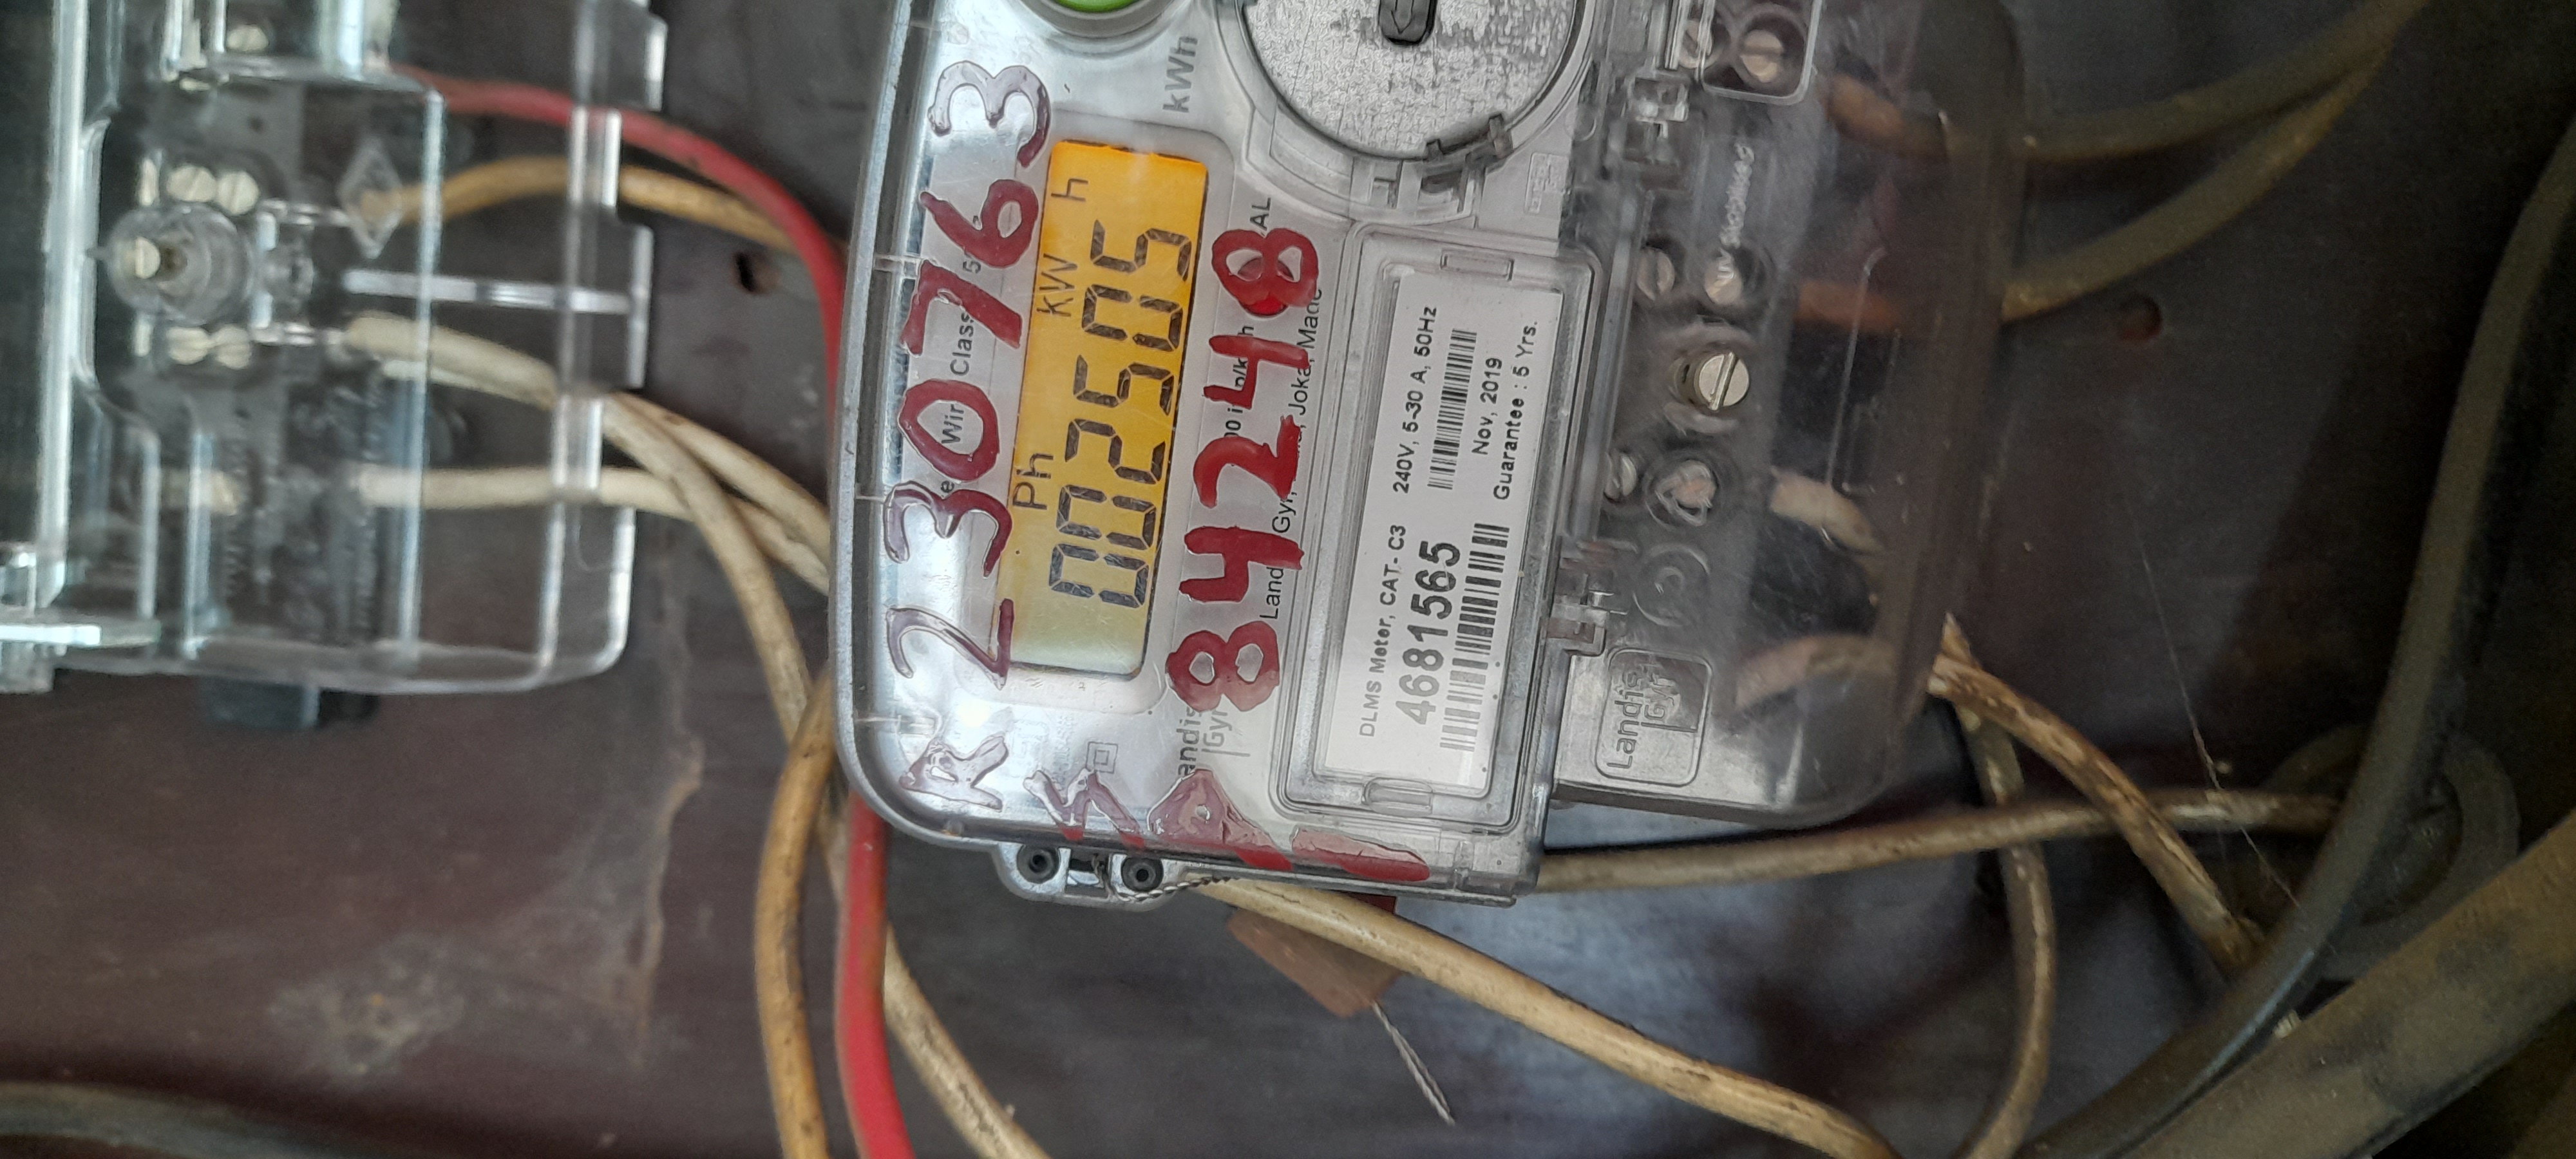 K 230763
Ph kW h
002505
kWh
84248
DLMS Meter, CAT- C3 240V, 5-30 A, 50Hz
4681565
Nov, 2019
Guarantee : 5 Yrs.
Landis
Gyr